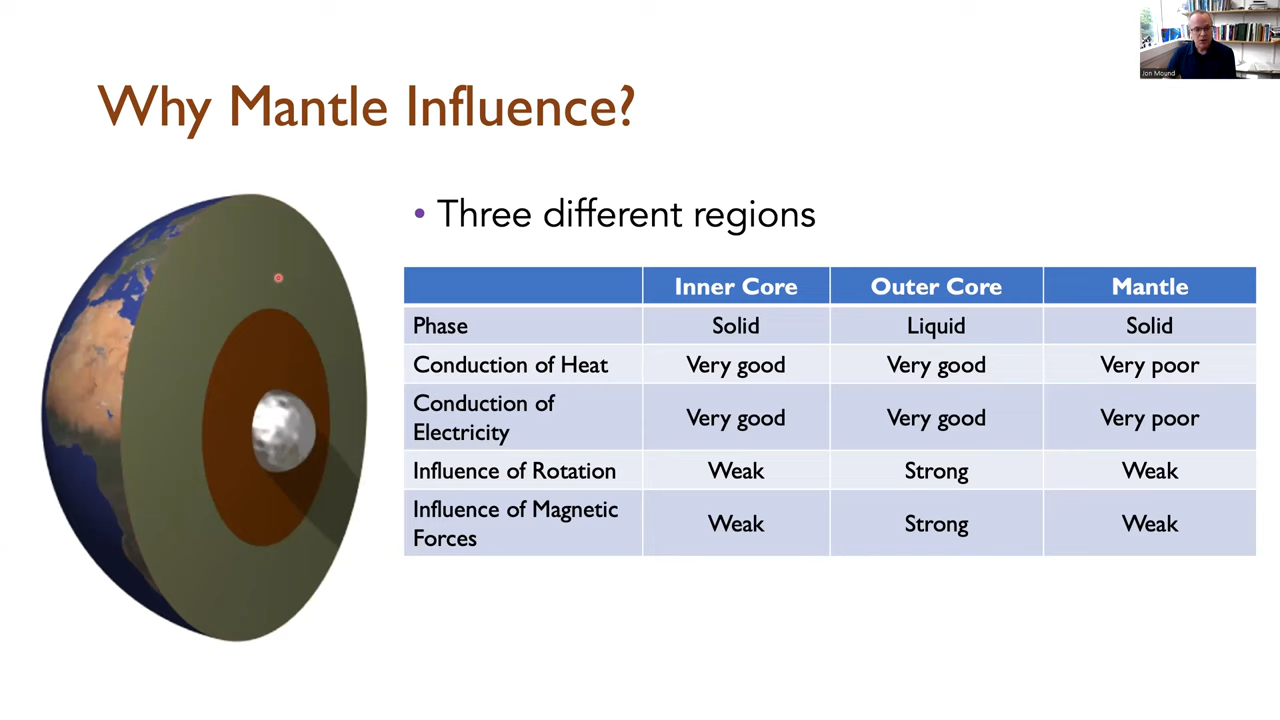 Jon Mound
Why Mantle Influence?
• Three different regions
Inner Core Outer Core Mantle
Phase Solid Liquid Solid
Conduction of Heat Very good Very good Very poor
Conduction of
Electricity Very good Very good Very poor
Influence of Rotation Weak Strong Weak
Influence of Magnetic
Forces Weak Strong Weak